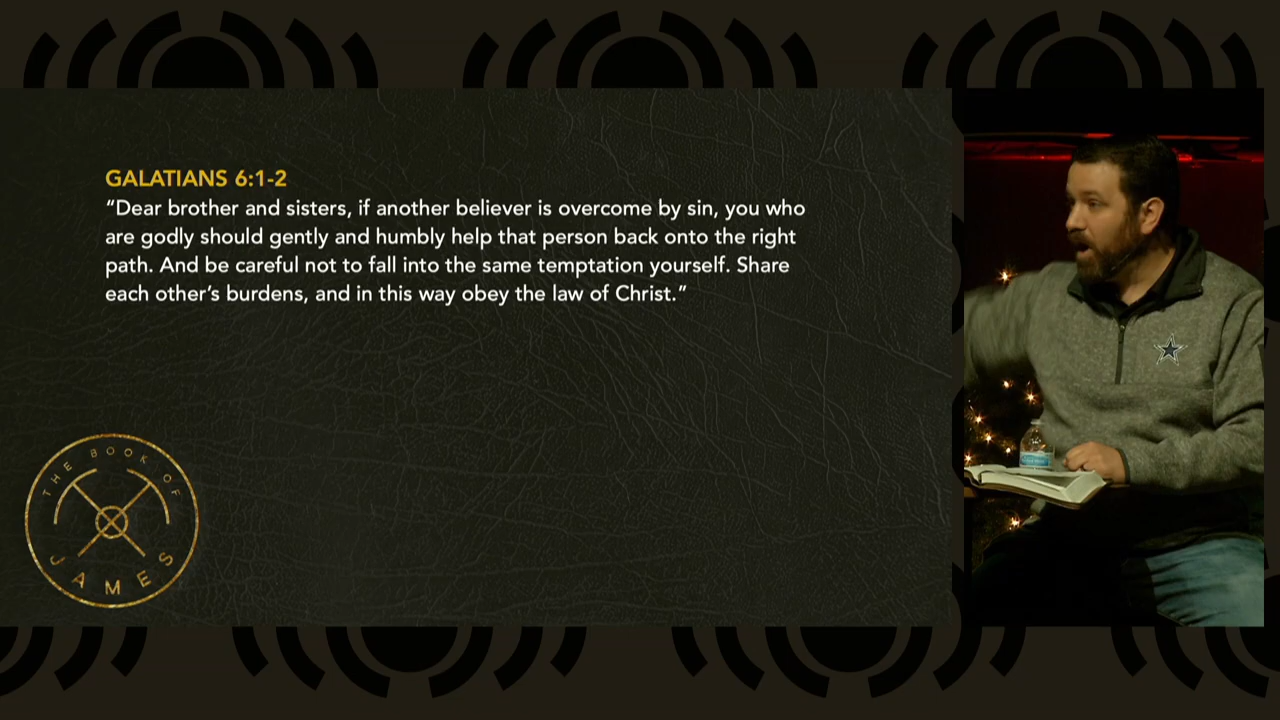 GALATIANS 6:1-2
“Dear brother and sisters, if another believer is overcome by sin, you who
are godly should gently and humbly help that person back onto the right
path. And be careful not to fall into the same temptation yourself. Share
each other’s burdens, and in this way obey the law of Christ.”
THE BOOK OF
JAMES